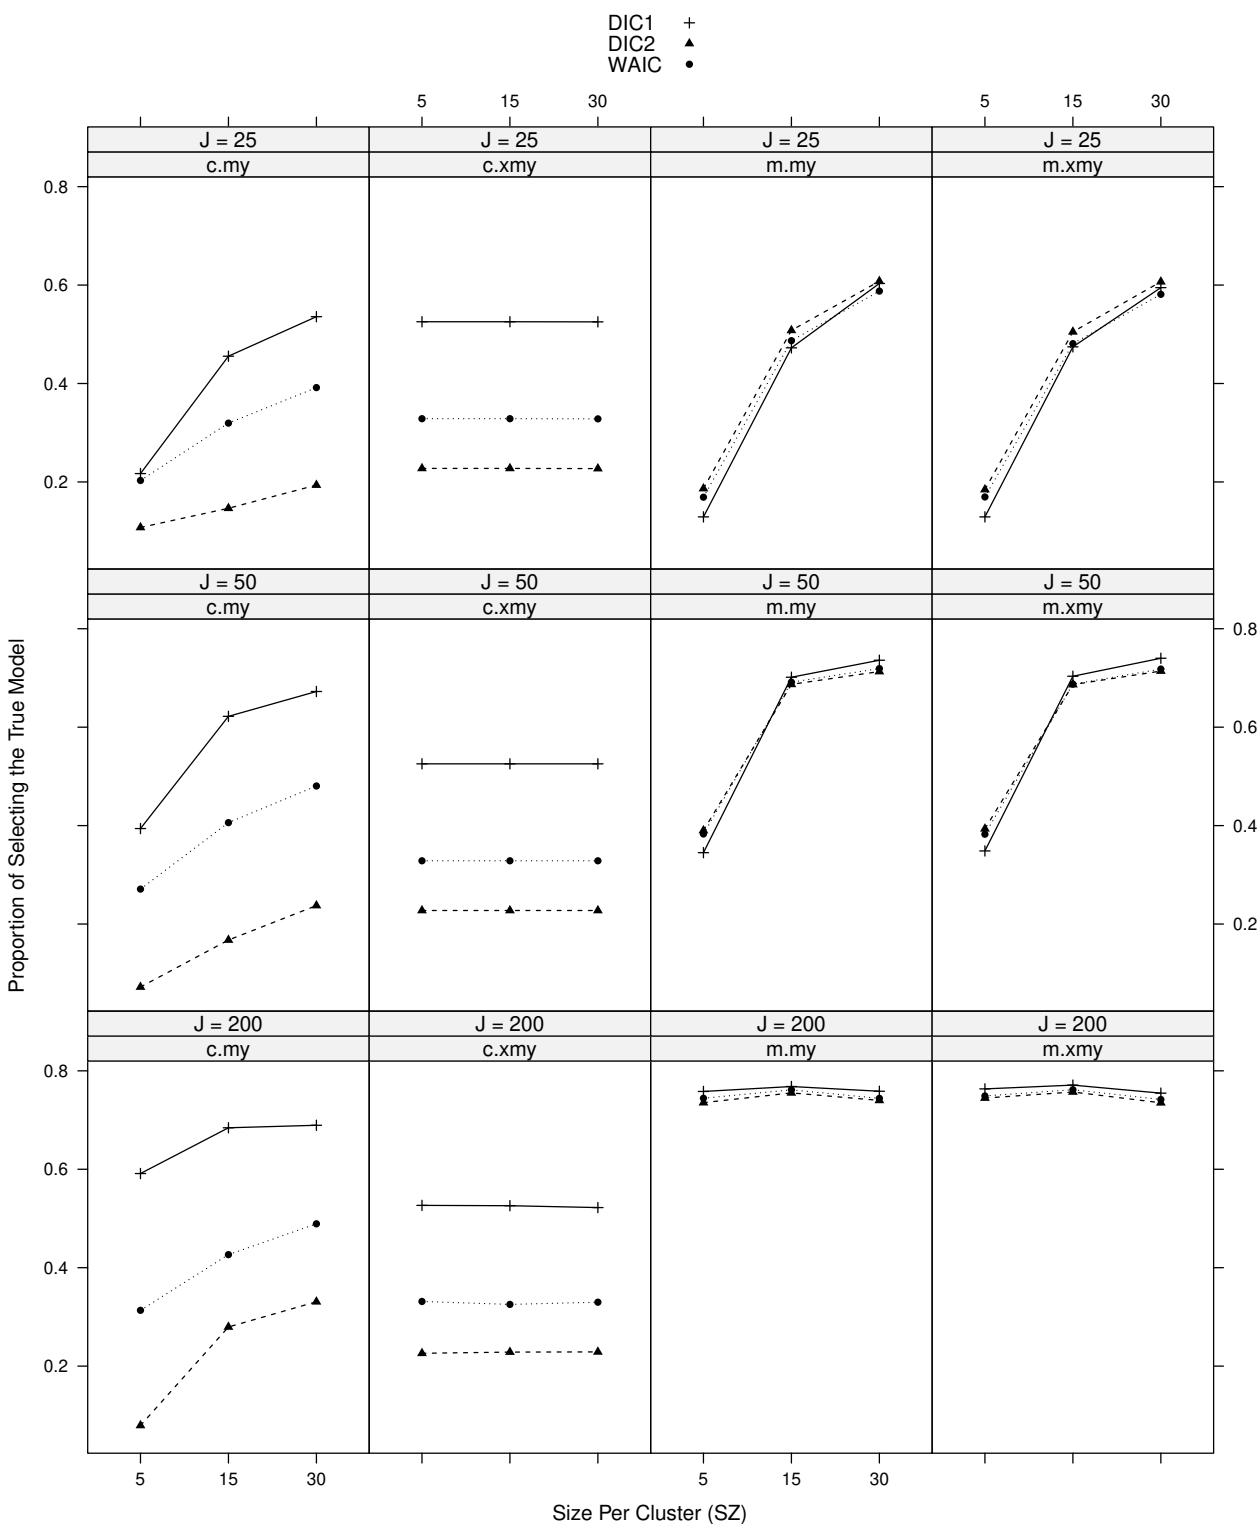 DIC1
DIC2
WAIC
5 15 30 5 15 30
J = 25 J = 25 J = 25 J = 25
c.my c.xmy m.my m.xmy
0.8
0.6
0.4
0.2
J = 50 J = 50 J = 50 J = 50
c.my c.xmy m.my m.xmy
0.8
0.6
0.4
0.2
Proportion of Selecting the True Model
J = 200 J = 200 J = 200 J = 200
c.my c.xmy m.my m.xmy
0.8
0.6
0.4
0.2
5 15 30 5 15 30
Size Per Cluster (SZ)